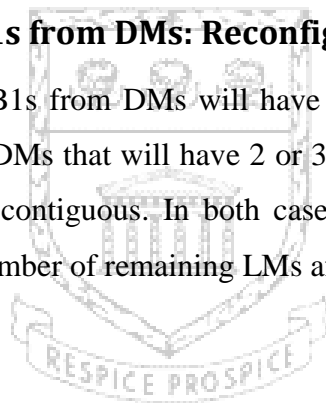 1s from DMs: Reconfig
31s from DMs will have
DMs that will have 2 or 3
contiguous. In both case
mber of remaining LMs a
RESPICE PROSPICE